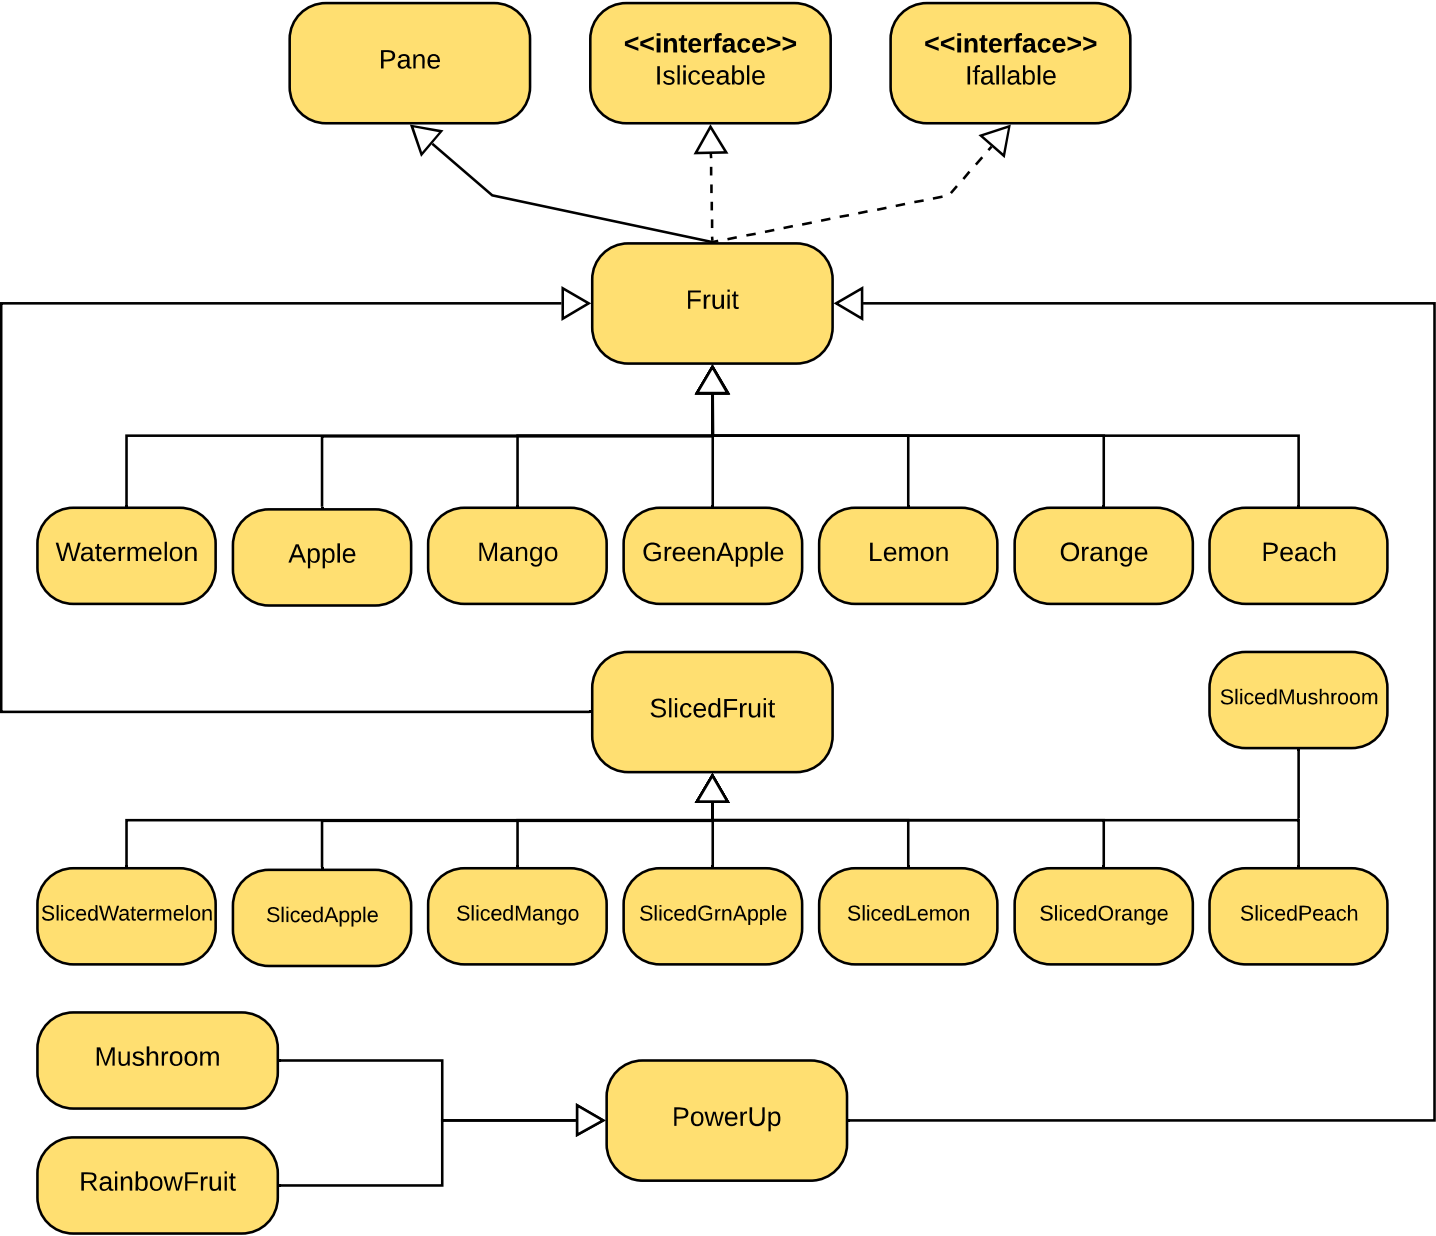 Pane
<<interface>>
Isliceable
<<interface>>
Ifallable
Fruit
Watermelon
Apple
Mango
GreenApple
Lemon
Orange
Peach
SlicedFruit
SlicedMushroom
SlicedWatermelon
SlicedApple
SlicedMango
SlicedGrnApple
SlicedLemon
SlicedOrange
SlicedPeach
Mushroom
PowerUp
RainbowFruit